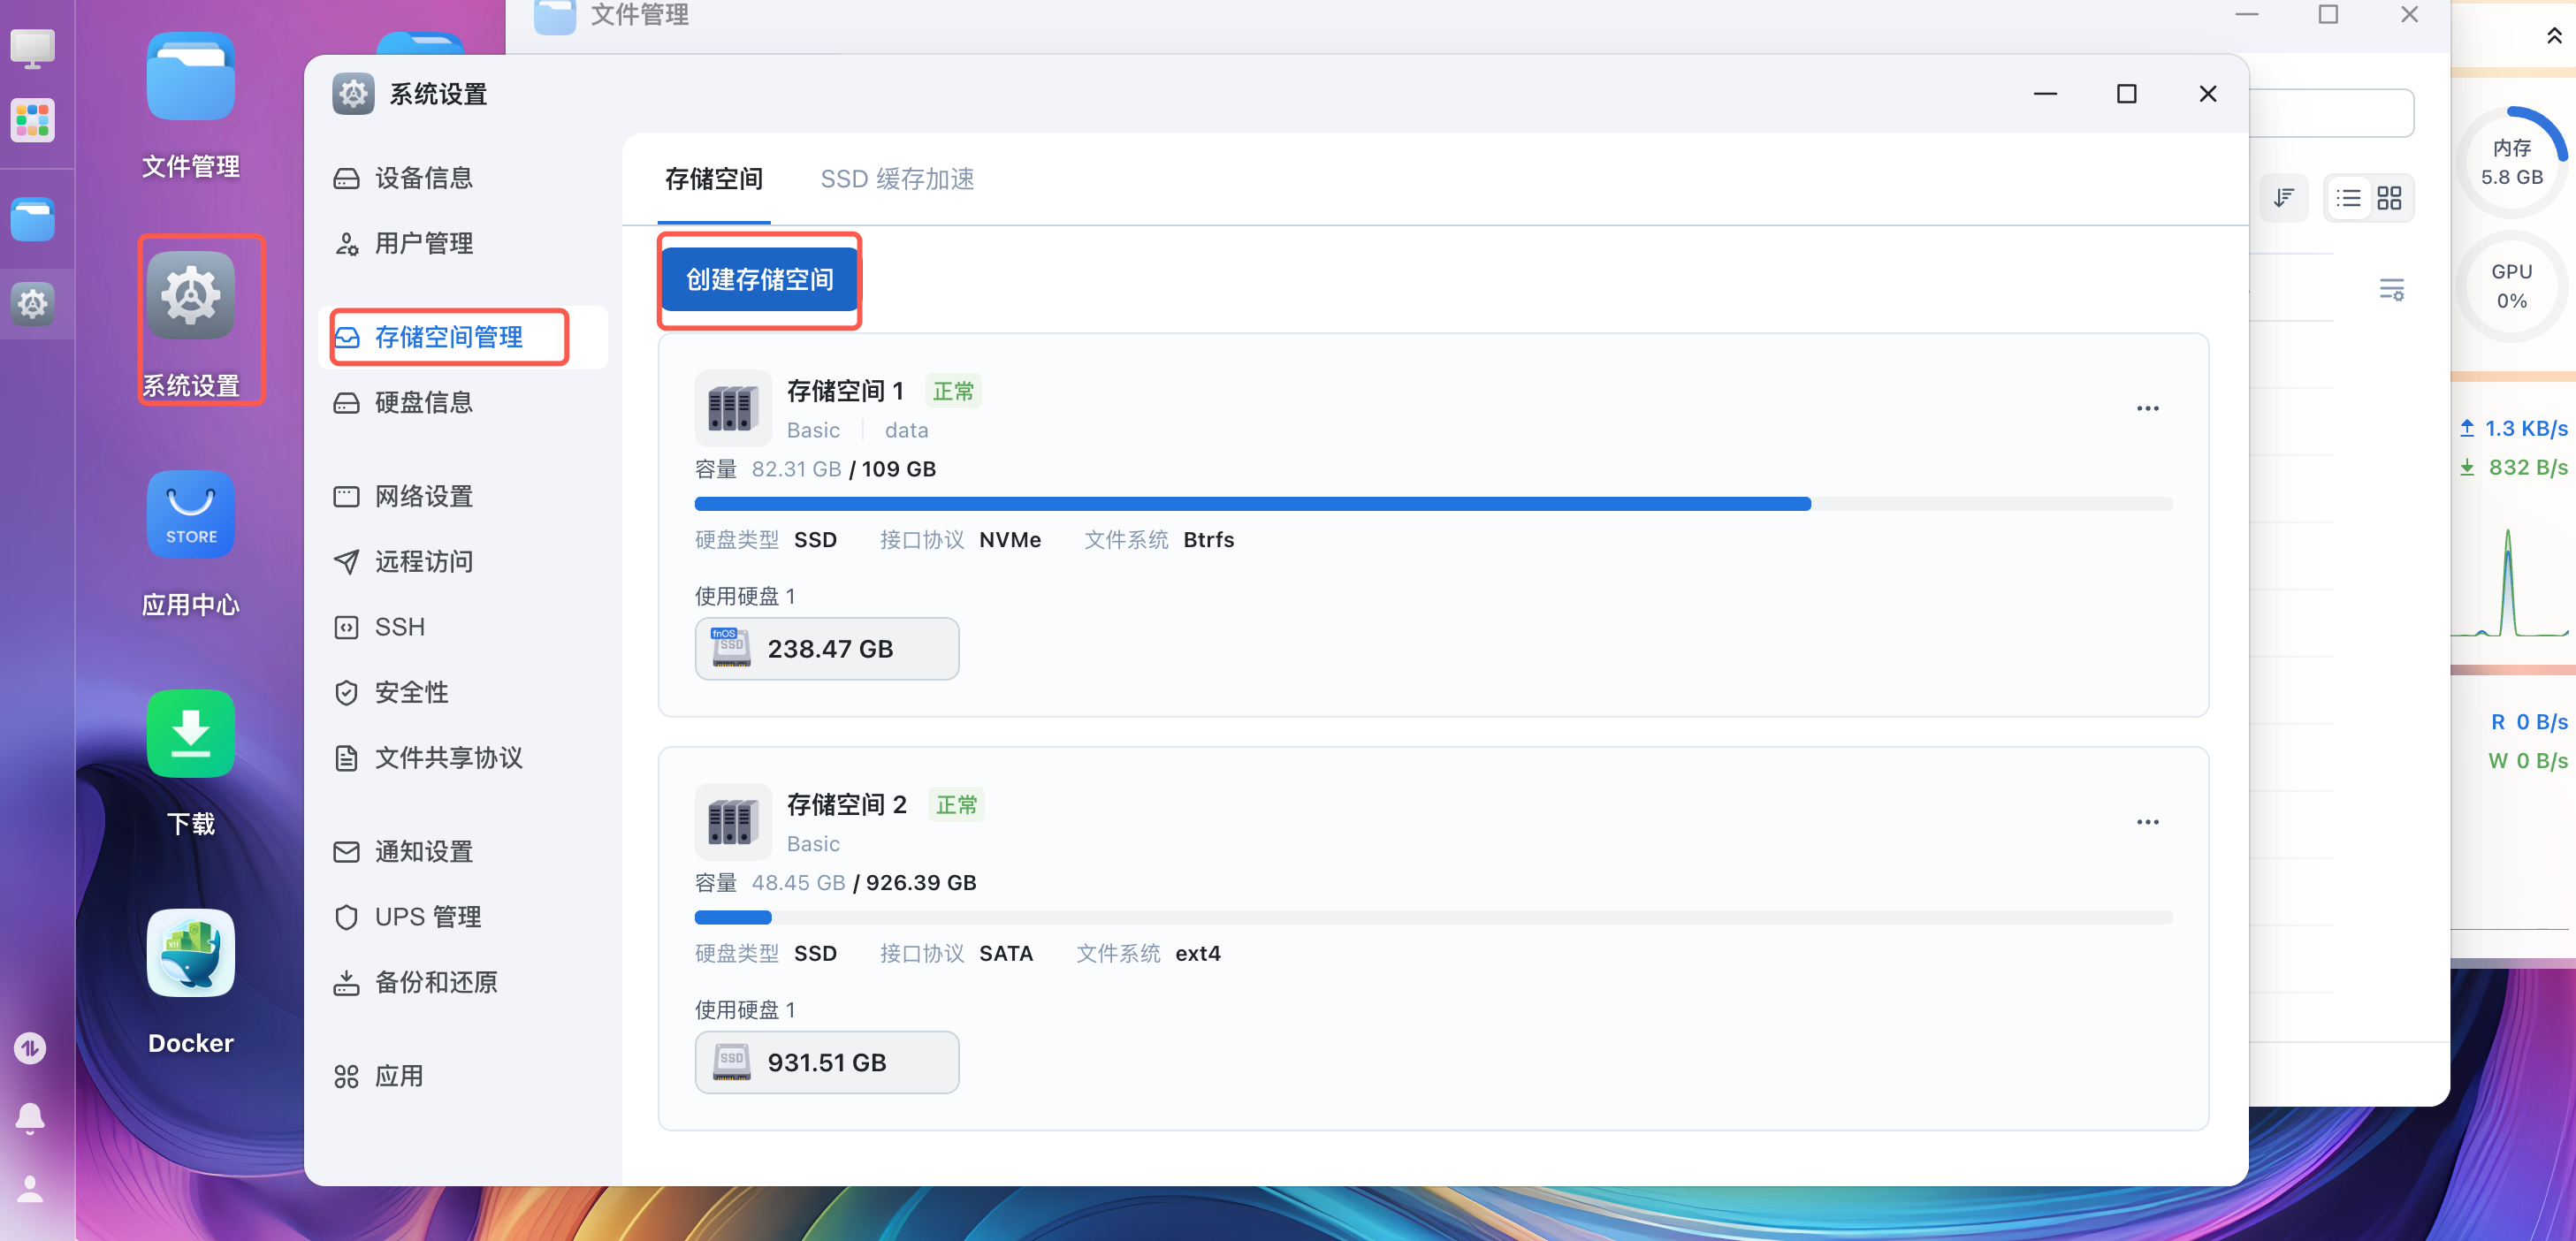 文件管理
系统设置
STORE
应用中心
下载
Docker
文件管理
系统设置
设备信息
用户管理
存储空间管理
硬盘信息
网络设置
远程访问
SSH
安全性
文件共享协议
通知设置
UPS 管理
备份和还原
应用
存储空间
SSD 缓存加速
创建存储空间
存储空间 1 正常
Basic data
容量 82.31 GB / 109 GB
硬盘类型 SSD 接口协议 NVMe 文件系统 Btrfs
使用硬盘 1
fnOS
SSD
238.47 GB
存储空间 2 正常
Basic
容量 48.45 GB / 926.39 GB
硬盘类型 SSD 接口协议 SATA 文件系统 ext4
使用硬盘 1
SSD
931.51 GB
内存
5.8 GB
GPU
0%
1.3 KB/s
832 B/s
R 0 B/s
W 0 B/s